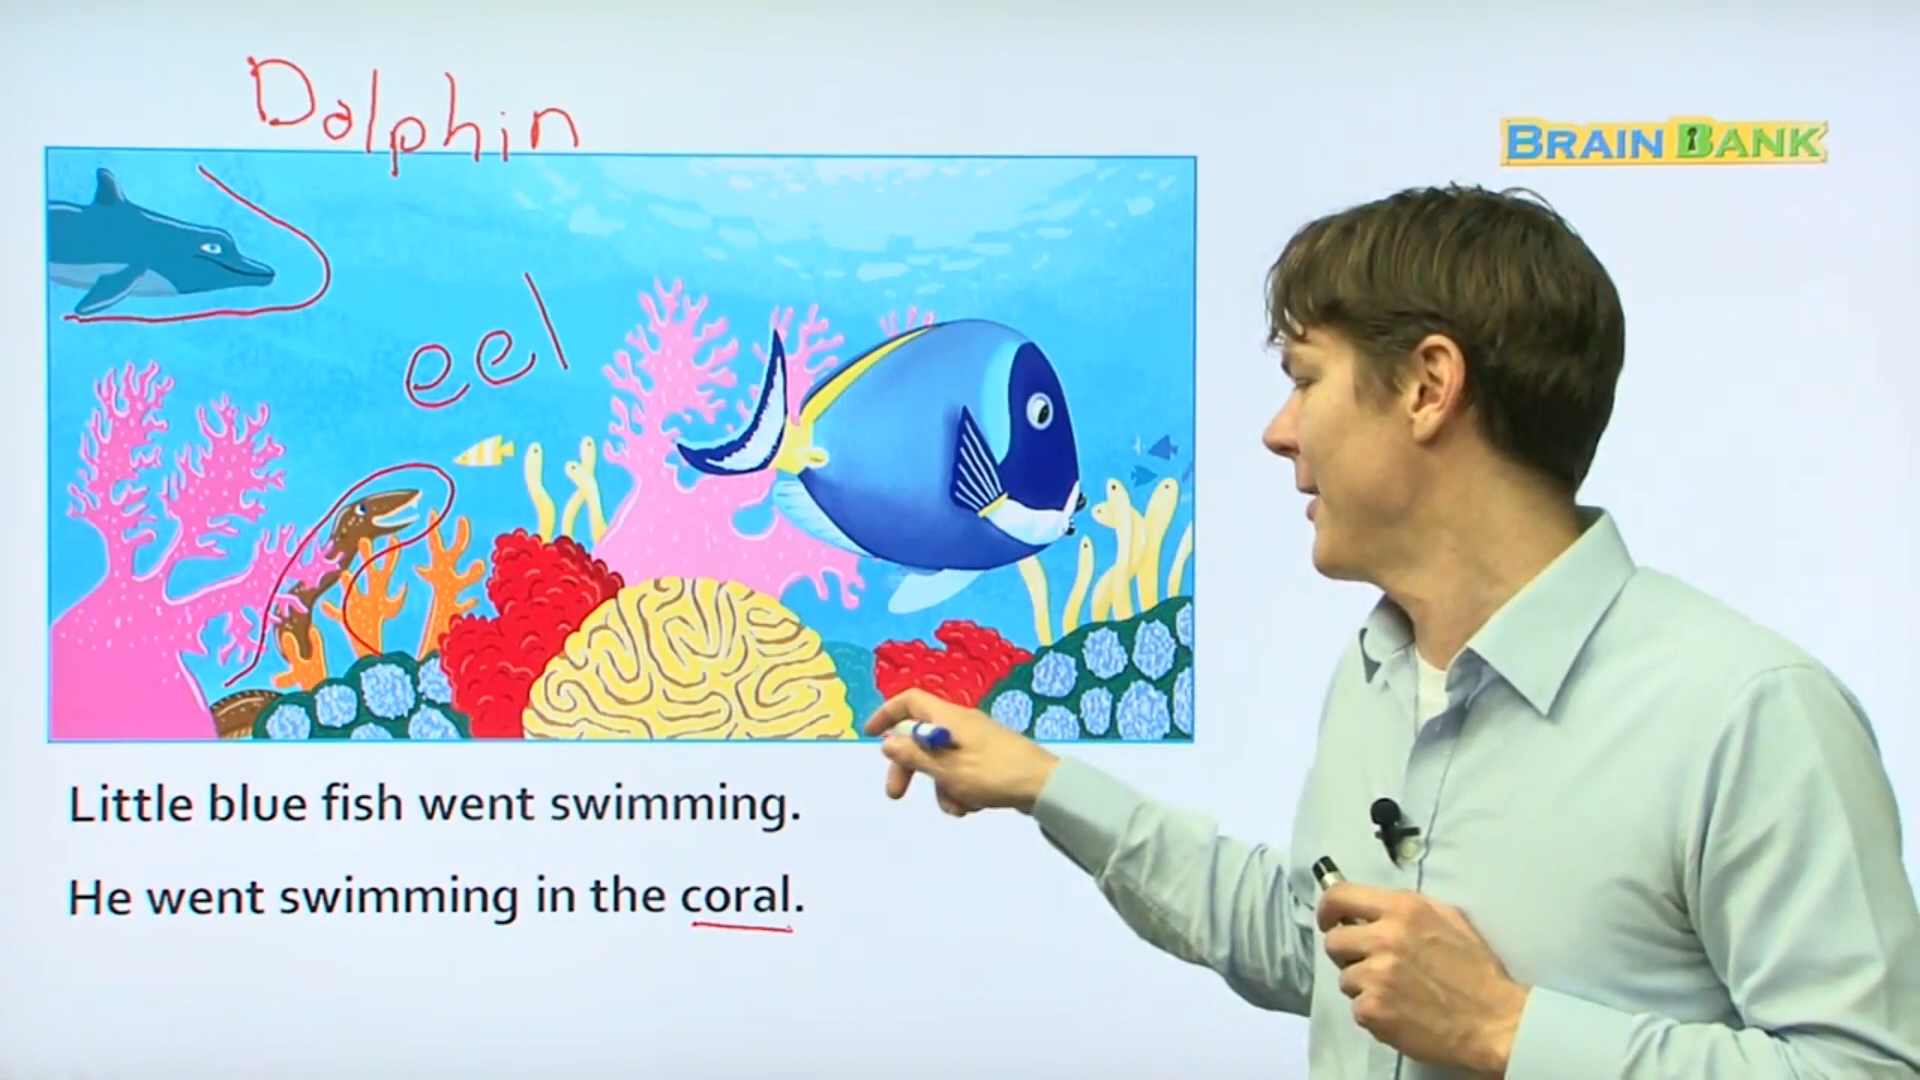 Dolphin
BRAIN BANK
eel
Little blue fish went swimming.
He went swimming in the coral.